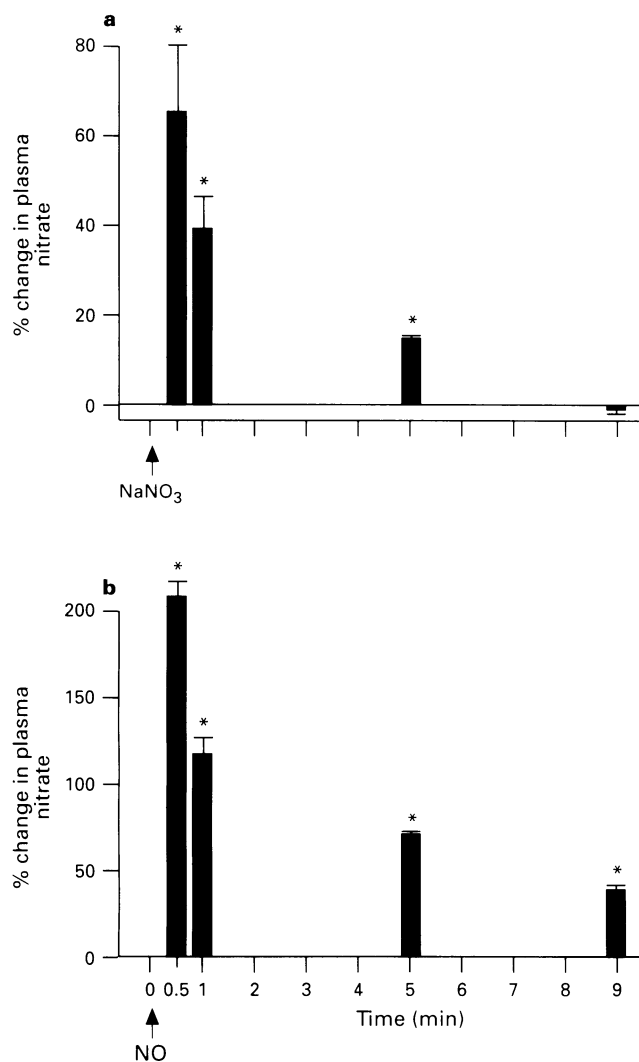 a
*
80
60
40
20
0
% change in plasma
nitrate
*
*
NaNO3
b
*
200
150
100
50
0
% change in plasma
nitrate
*
*
*
0 0.5 1 2 3 4 5 6 7 8 9
Time (min)
NO